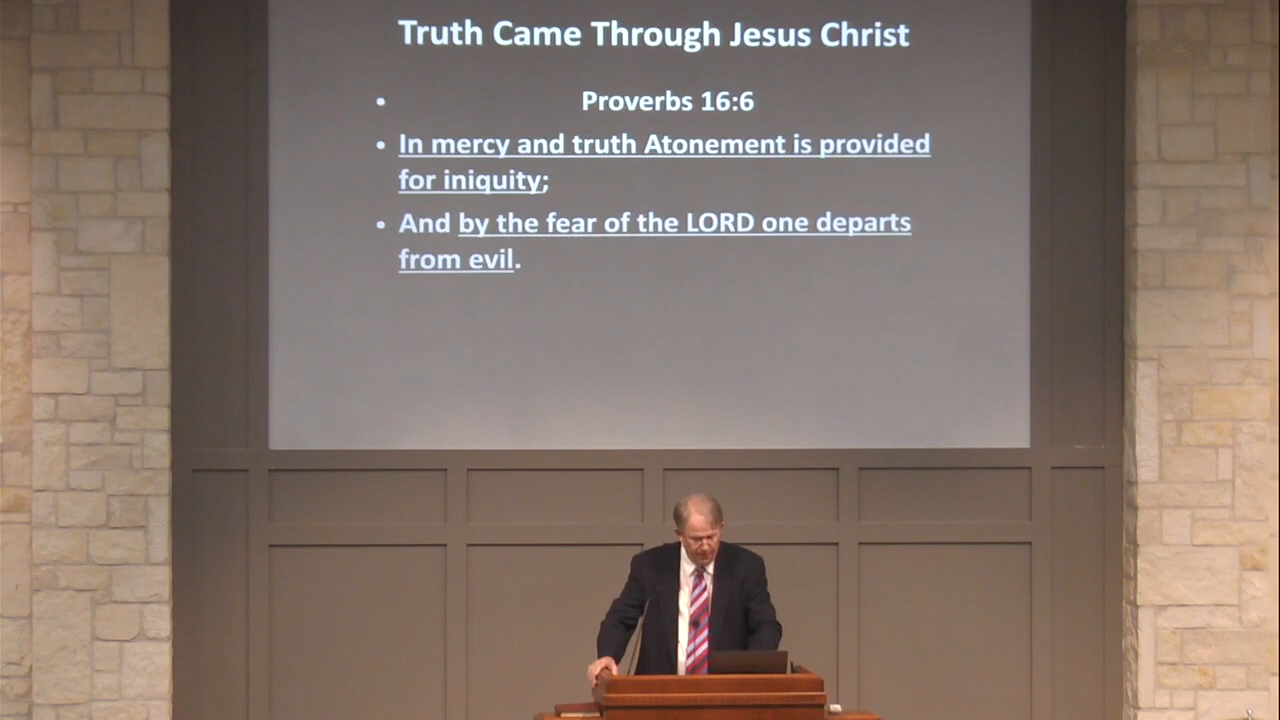 Truth Came Through Jesus Christ
• Proverbs 16:6
• In mercy and truth Atonement is provided
for iniquity;
• And by the fear of the LORD one departs
from evil.